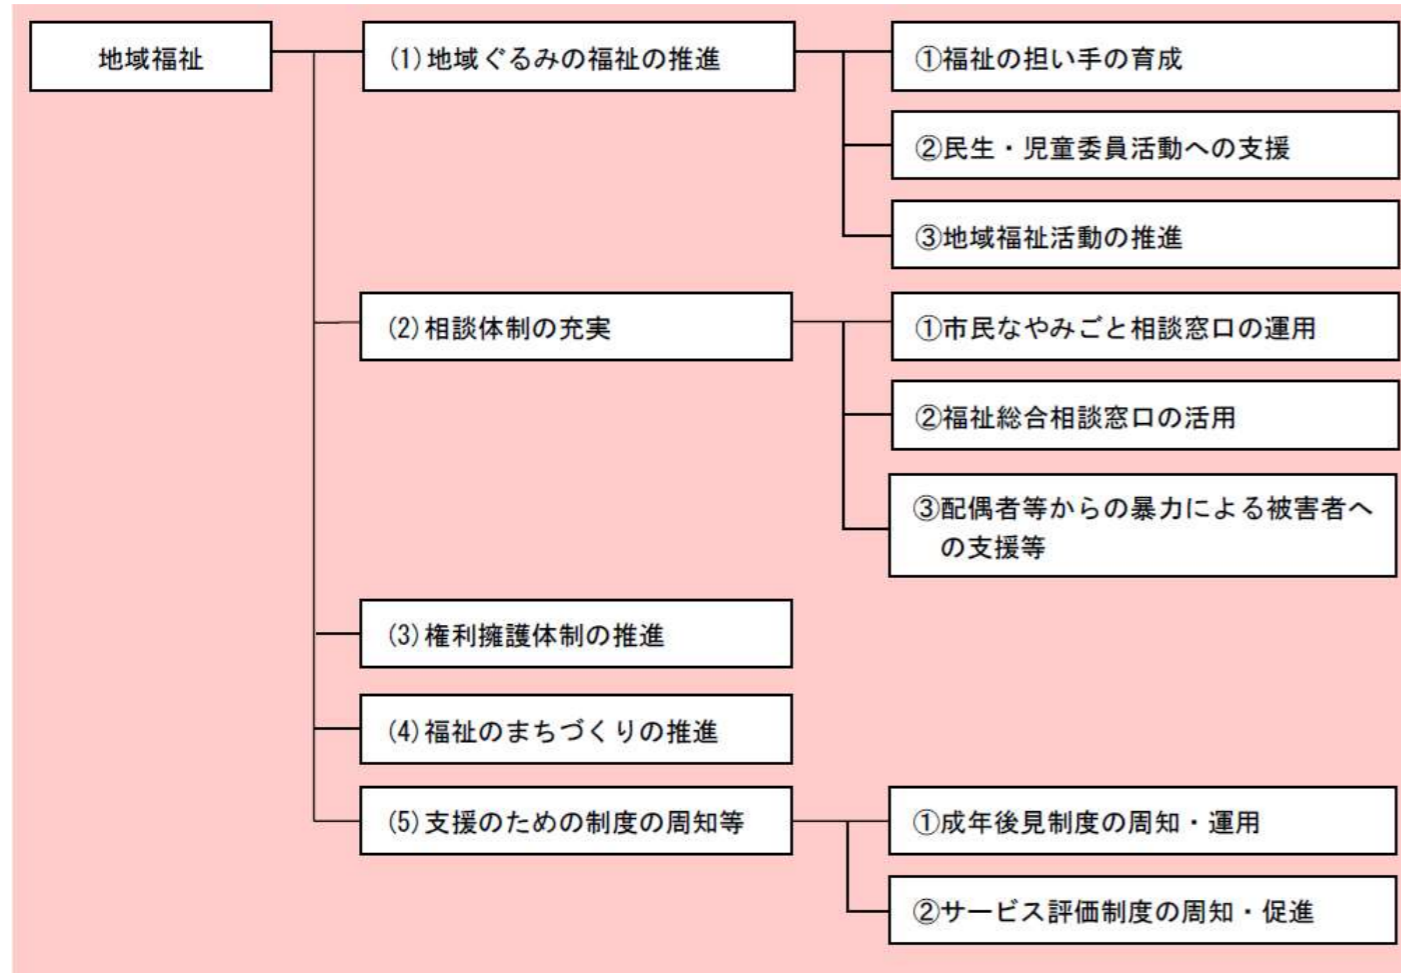 地域福祉
(1)地域ぐるみの福祉の推進
①福祉の担い手の育成
②民生・児童委員活動への支援
③地域福祉活動の推進
(2)相談体制の充実
①市民なやみごと相談窓口の運用
②福祉総合相談窓口の活用
③配偶者等からの暴力による被害者へ
の支援等
(3)権利擁護体制の推進
(4)福祉のまちづくりの推進
(5)支援のための制度の周知等
①成年後見制度の周知・運用
②サービス評価制度の周知・促進